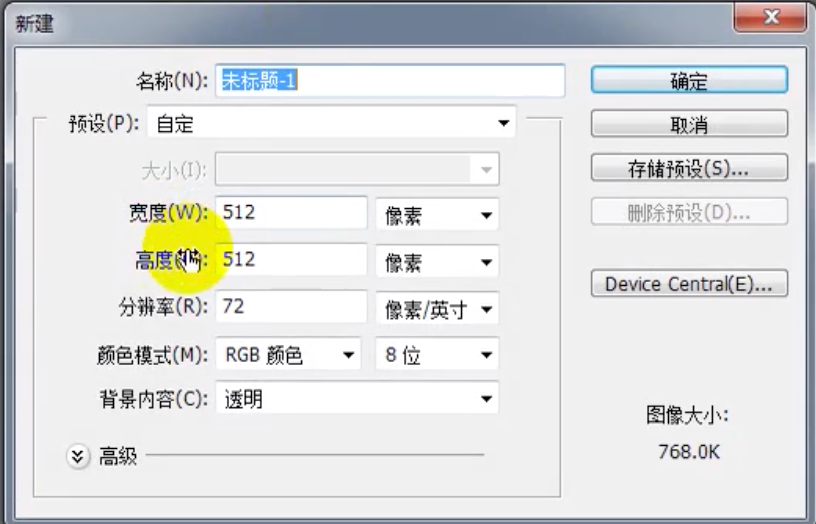 新建
名称(N): 未标题-1
确定
预设(P): 自定
取消
大小(I):
存储预设(S)...
宽度(W): 512 像素
删除预设(D)...
高度 : 512 像素
Device Central(E)...
分辨率(R): 72 像素/英寸
颜色模式(M): RGB 颜色 8 位
背景内容(C): 透明
图像大小:
768.0K
高级